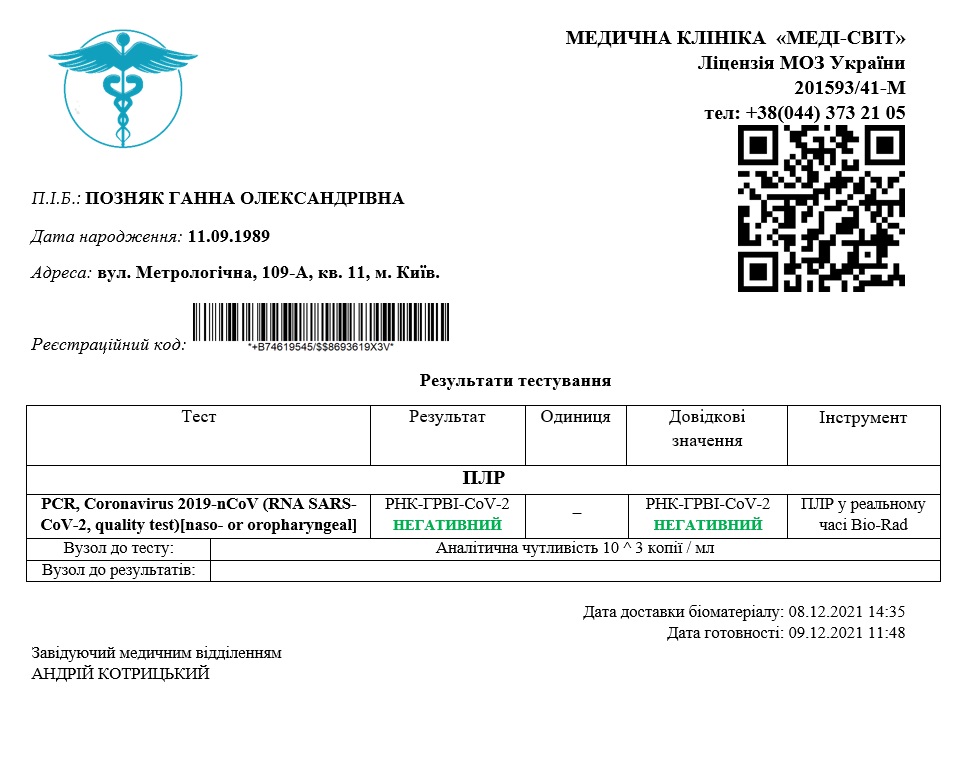 МЕДИЧНА КЛІНІКА «МЕДІ-СВІТ»
Ліцензія МОЗ України
201593/41-М
тел: +38(044) 373 21 05
П.І.Б.: ПОЗНЯК ГАННА ОЛЕКСАНДРІВНА
Дата народження: 11.09.1989
Адреса: вул. Метрологічна, 109-А, кв. 11, м. Київ.
Реєстраційний код:
*+B74619545/$$8693619X3V*
Результати тестування
Тест Результат Одиниця Довідкові Інструмент
значення
ПЛР
PCR, Coronavirus 2019-nCoV (RNA SARS- РНК-ГРВІ-CoV-2 – РНК-ГРВІ-CoV-2 ПЛР у реальному
CoV-2, quality test)[naso- or oropharyngeal] НЕГАТИВНИЙ НЕГАТИВНИЙ часі Bio-Rad
Вузол до тесту: Аналітична чутливість 10 ^ 3 копії / мл
Вузол до результатів:
Дата доставки біоматеріалу: 08.12.2021 14:35
Дата готовності: 09.12.2021 11:48
Завідуючий медичним відділенням
АНДРІЙ КОТРИЦЬКИЙ